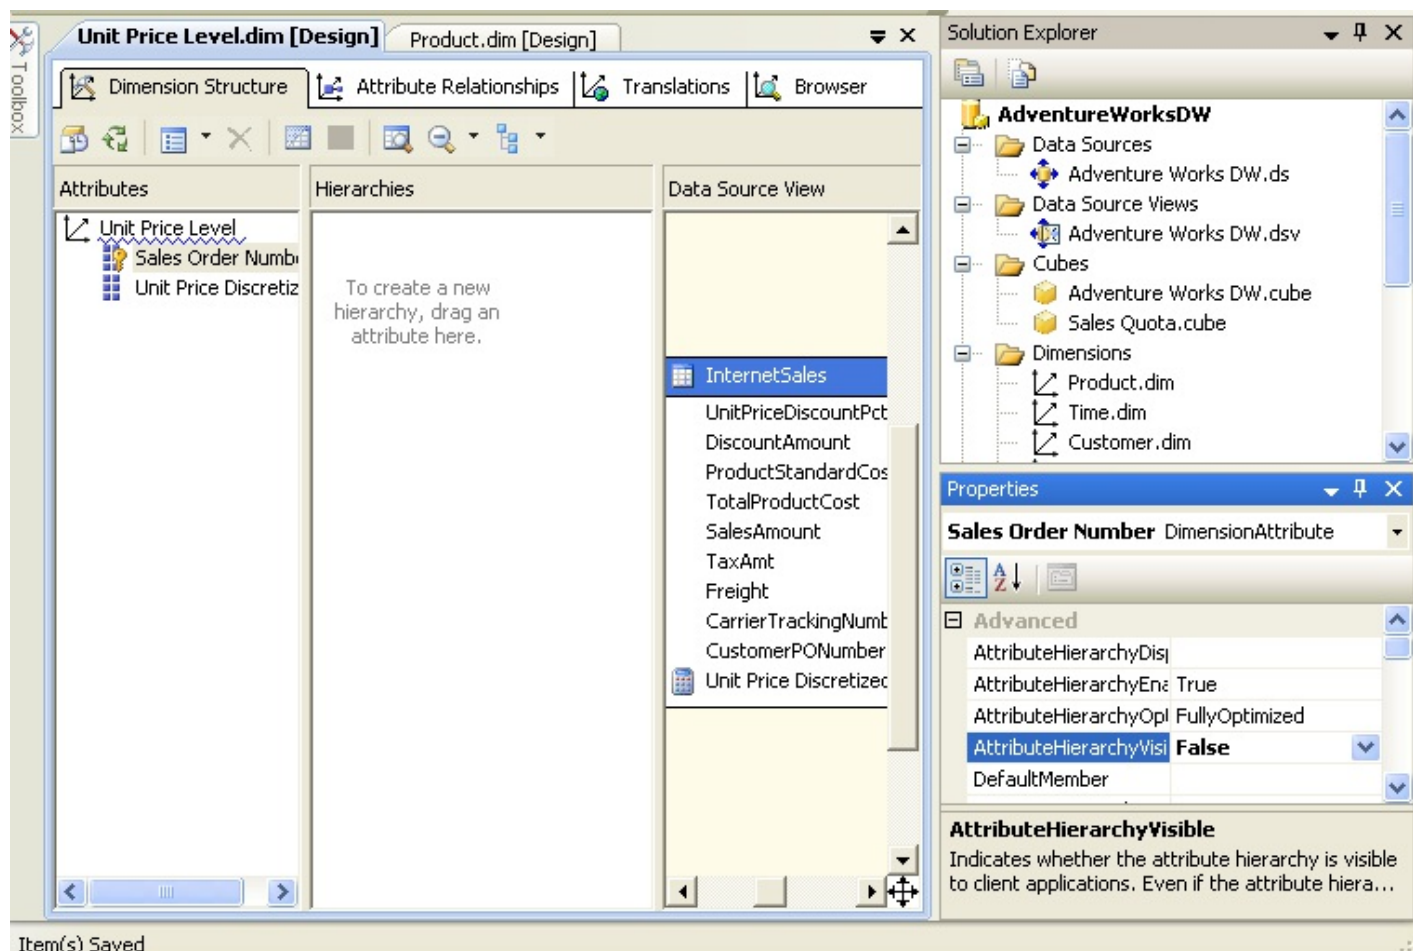 Toolbox
Unit Price Level.dim [Design]
Product.dim [Design]
Dimension Structure
Attribute Relationships
Translations
Browser
Attributes
Unit Price Level
Sales Order Numb
Unit Price Discretiz
Hierarchies
To create a new
hierarchy, drag an
attribute here.
Data Source View
InternetSales
UnitPriceDiscountPct
DiscountAmount
ProductStandardCos
TotalProductCost
SalesAmount
TaxAmt
Freight
CarrierTrackingNumb
CustomerPONumber
Unit Price Discretized
Solution Explorer
AdventureWorksDW
Data Sources
Adventure Works DW.ds
Data Source Views
Adventure Works DW.dsv
Cubes
Adventure Works DW.cube
Sales Quota.cube
Dimensions
Product.dim
Time.dim
Customer.dim
Properties
Sales Order Number DimensionAttribute
Advanced
AttributeHierarchyDisp
AttributeHierarchyEna True
AttributeHierarchyOpt FullyOptimized
AttributeHierarchyVisi False
DefaultMember
AttributeHierarchyVisible
Indicates whether the attribute hierarchy is visible
to client applications. Even if the attribute hiera...
Item(s) Saved